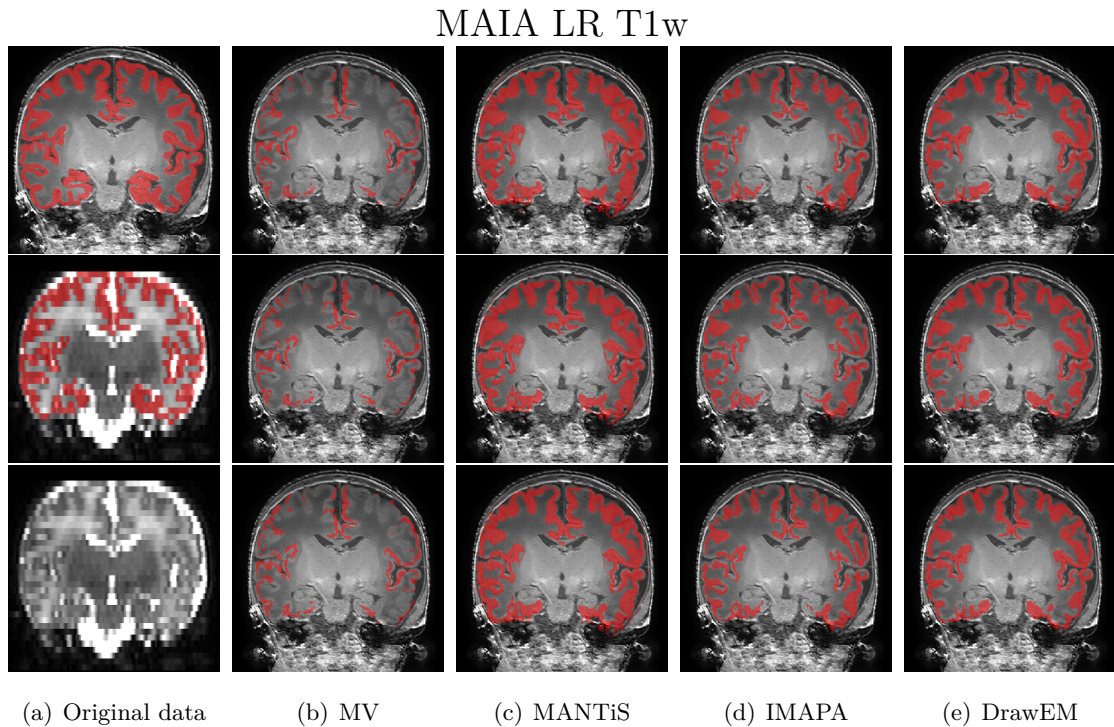 MAIA LR T1w
(a) Original data
(b) MV
(c) MANTiS
(d) IMAPA
(e) DrawEM